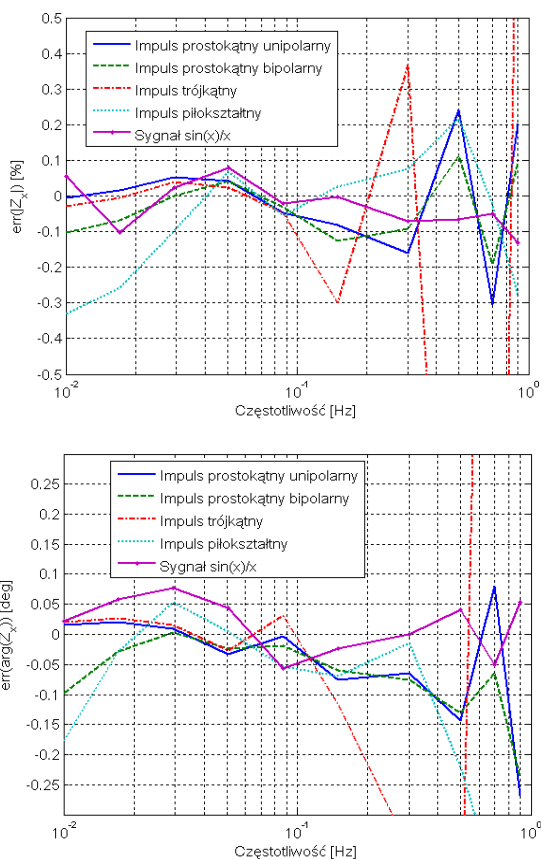 0.5
0.4
0.3
0.2
0.1
0
-0.1
-0.2
-0.3
-0.4
-0.5
err(|Z_x|) [%]
Impuls prostokątny unipolarny
Impuls prostokątny bipolarny
Impuls trójkątny
Impuls piłokształtny
Sygnał sin(x)/x
10^-2
10^-1
10^0
Częstotliwość [Hz]
0.25
0.2
0.15
0.1
0.05
0
-0.05
-0.1
-0.15
-0.2
-0.25
err(arg(Z_x)) [deg]
Impuls prostokątny unipolarny
Impuls prostokątny bipolarny
Impuls trójkątny
Impuls piłokształtny
Sygnał sin(x)/x
10^-2
10^-1
10^0
Częstotliwość [Hz]